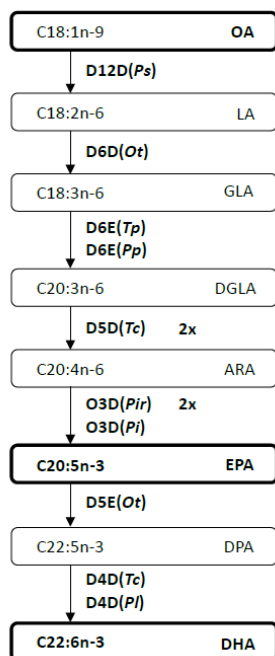 C18:1n-9 OA
D12D(Ps)
C18:2n-6 LA
D6D(Ot)
C18:3n-6 GLA
D6E(Tp)
D6E(Pp)
C20:3n-6 DGLA
D5D(Tc) 2x
C20:4n-6 ARA
O3D(Pir) 2x
O3D(Pi)
C20:5n-3 EPA
D5E(Ot)
C22:5n-3 DPA
D4D(Tc)
D4D(Pl)
C22:6n-3 DHA